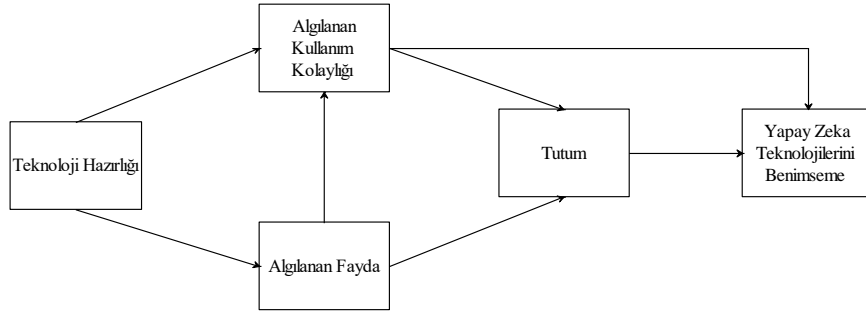 Algılanan
Kullanım
Kolaylığı
Teknoloji Hazırlığı
Tutum
Yapay Zeka
Teknolojilerini
Benimseme
Algılanan Fayda